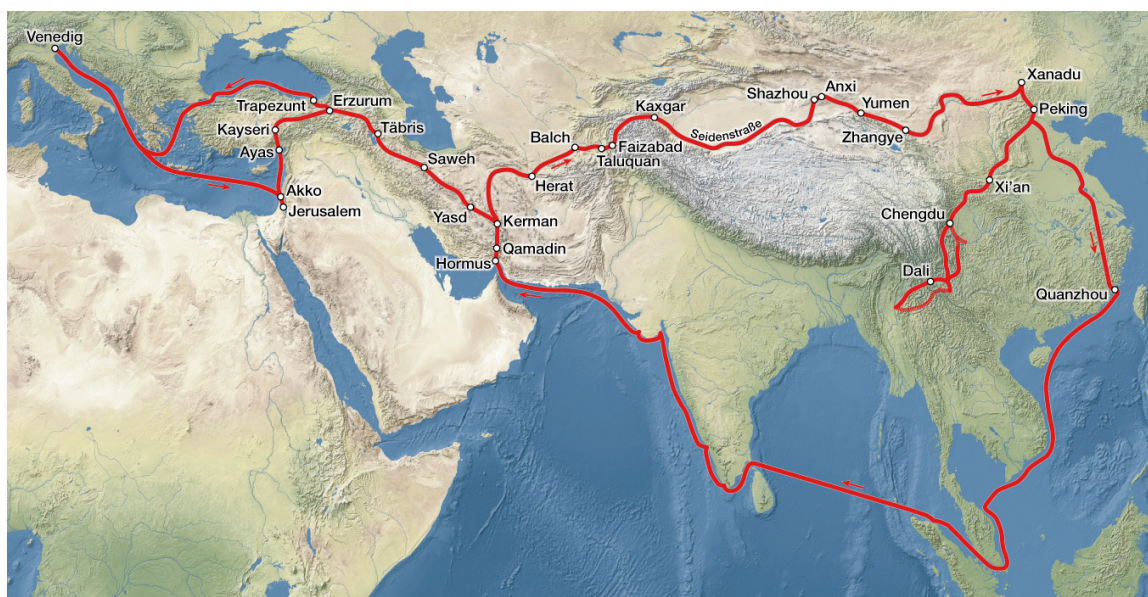 Venedig
Xanadu
Anxi
Shazhou
Trapezunt
Erzurum
Kaxgar
Yumen
Peking
Kayseri
Täbris
Seidenstraße
Zhangye
Balch
Faizabad
Ayas
Saweh
Taluquan
Herat
Xi'an
Akko
Jerusalem
Yasd
Kerman
Chengdu
Qamadin
Hormus
Dali
Quanzhou